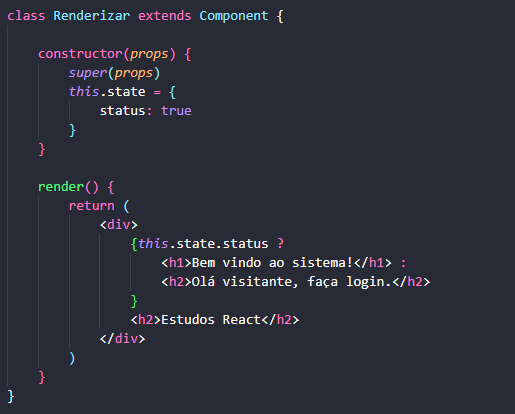 class Renderizar extends Component {
constructor(props) {
super(props)
this.state = {
status: true
}
}
render() {
return (
<div>
{this.state.status ?
<h1>Bem vindo ao sistema!</h1> :
<h2>Olá visitante, faça login.</h2>
}
<h2>Estudos React</h2>
</div>
)
}
}